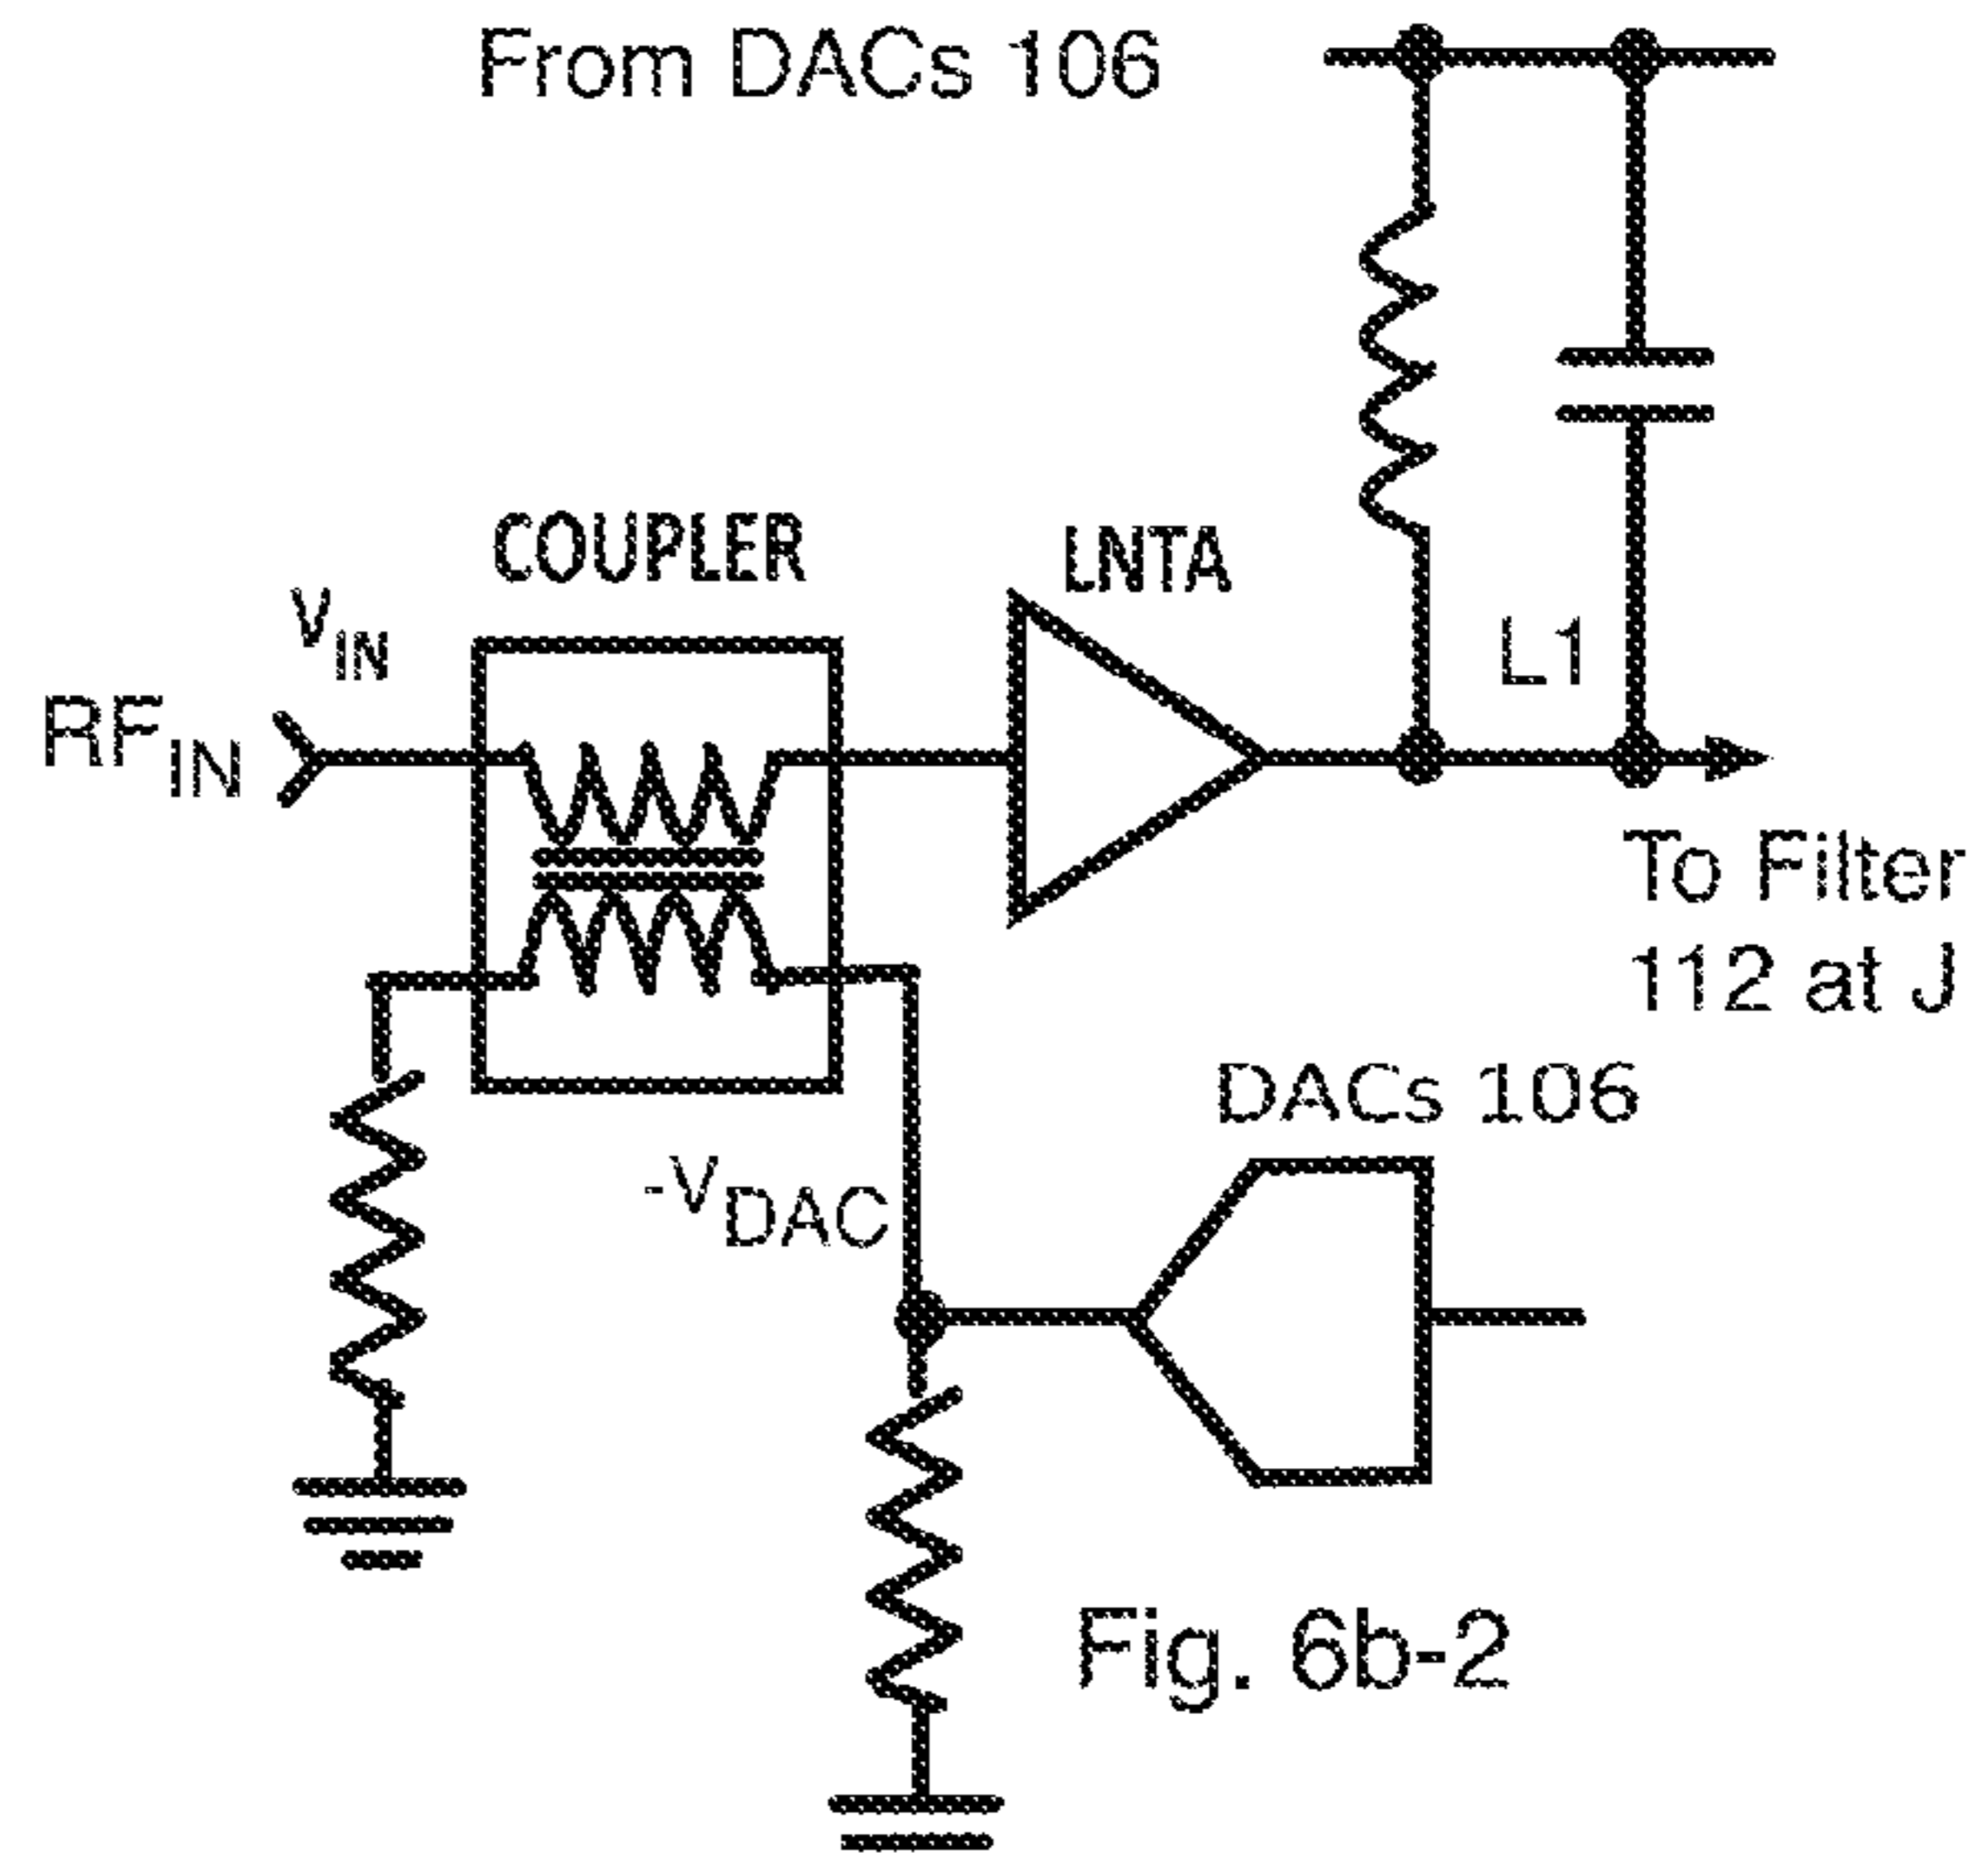 From DACs 106
COUPLER
LNTA
VIN
L1
RFIN
To Filter
112 at J
DACs 106
-VDAC
Fig. 6b-2